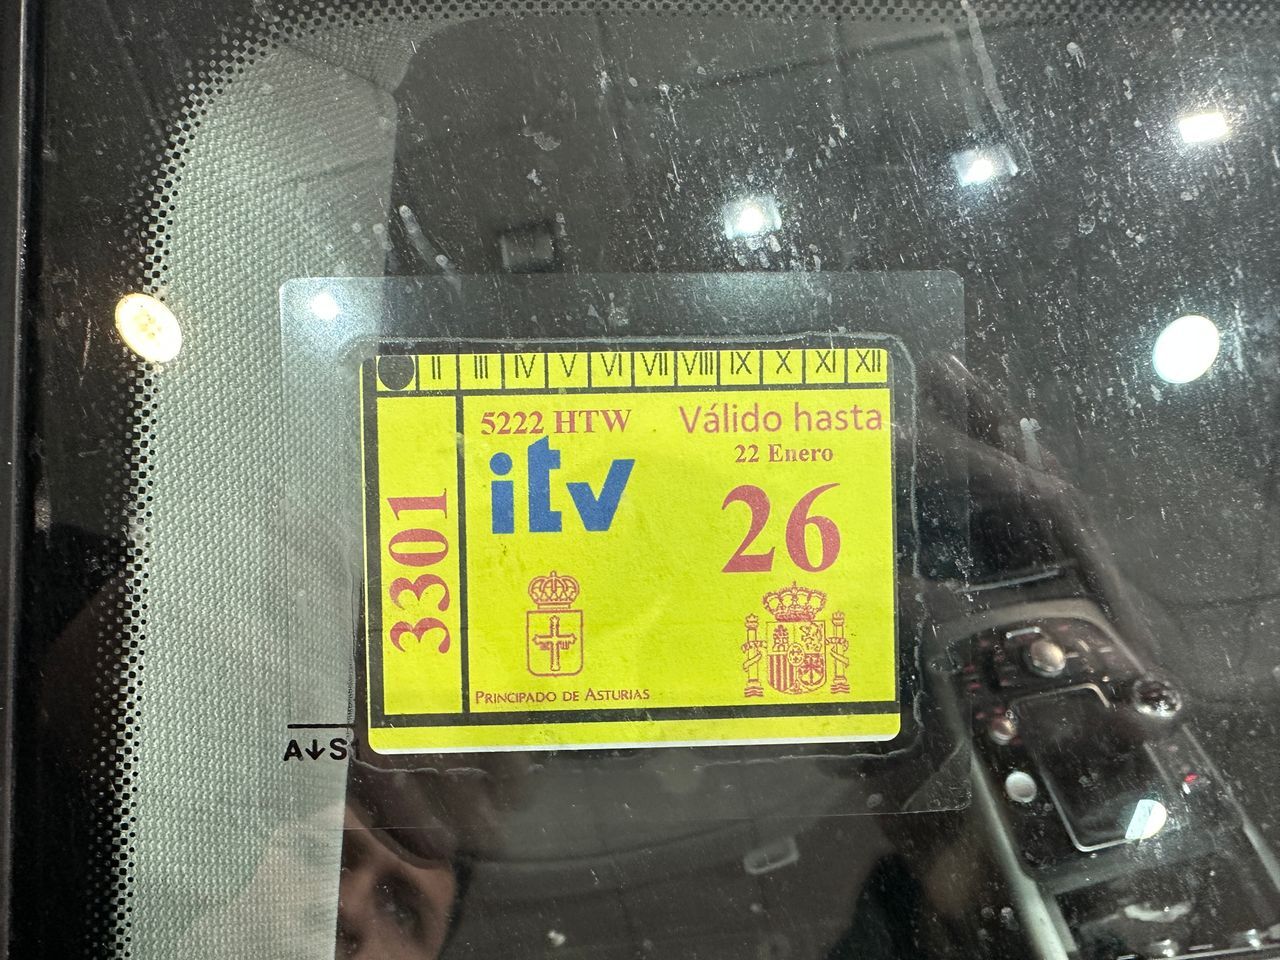 II III IV V VI VII VIII IX X XI XII
5222 HTW
Válido hasta
22 Enero
26
itv
3301
PRINCIPADO DE ASTURIAS
A↓S